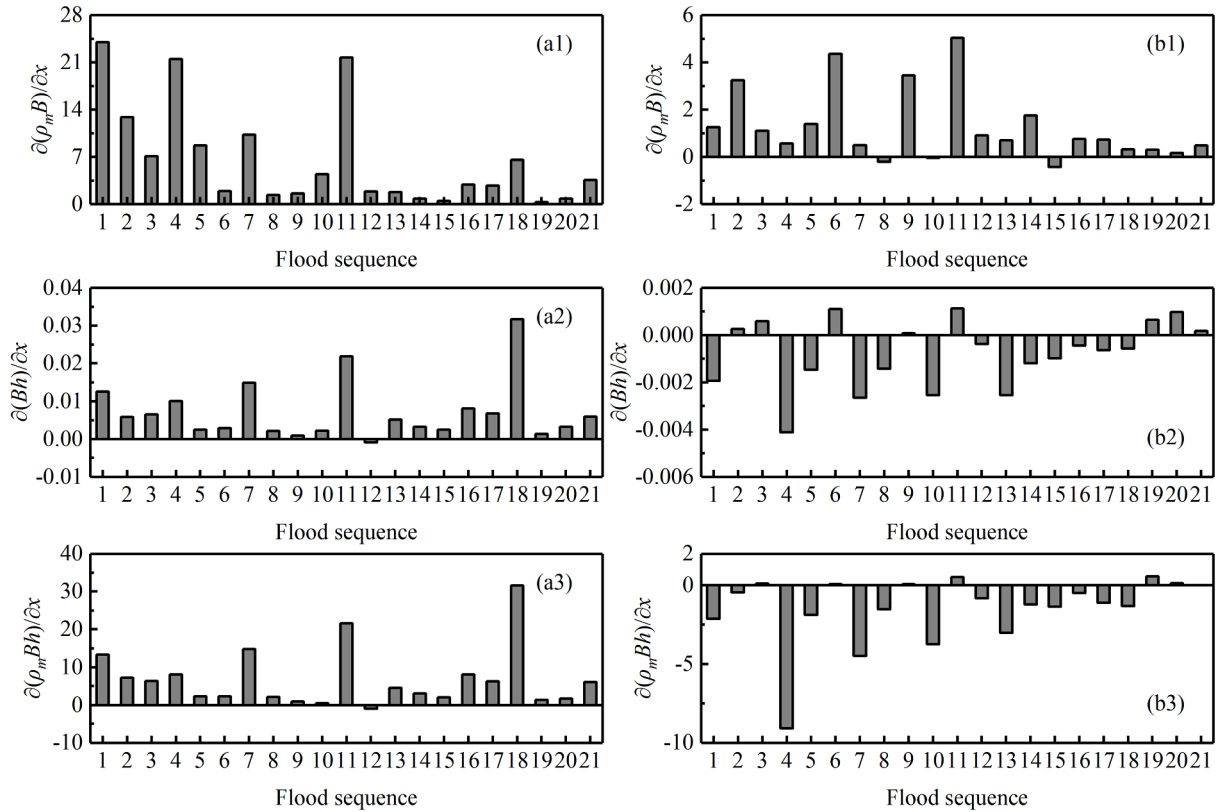 ∂(ρₘB)/∂x
28
21
14
7
0
(a1)
1 2 3 4 5 6 7 8 9 10 11 12 13 14 15 16 17 18 19 20 21
Flood sequence
∂(ρₘB)/∂x
6
4
2
0
-2
(b1)
1 2 3 4 5 6 7 8 9 10 11 12 13 14 15 16 17 18 19 20 21
Flood sequence
∂(Bh)/∂x
0.04
0.03
0.02
0.01
0.00
-0.01
(a2)
1 2 3 4 5 6 7 8 9 10 11 12 13 14 15 16 17 18 19 20 21
Flood sequence
∂(Bh)/∂x
0.002
0.000
-0.002
-0.004
-0.006
(b2)
1 2 3 4 5 6 7 8 9 10 11 12 13 14 15 16 17 18 19 20 21
Flood sequence
∂(ρₘBh)/∂x
40
30
20
10
0
-10
(a3)
1 2 3 4 5 6 7 8 9 10 11 12 13 14 15 16 17 18 19 20 21
Flood sequence
∂(ρₘBh)/∂x
2
0
-5
-10
(b3)
1 2 3 4 5 6 7 8 9 10 11 12 13 14 15 16 17 18 19 20 21
Flood sequence